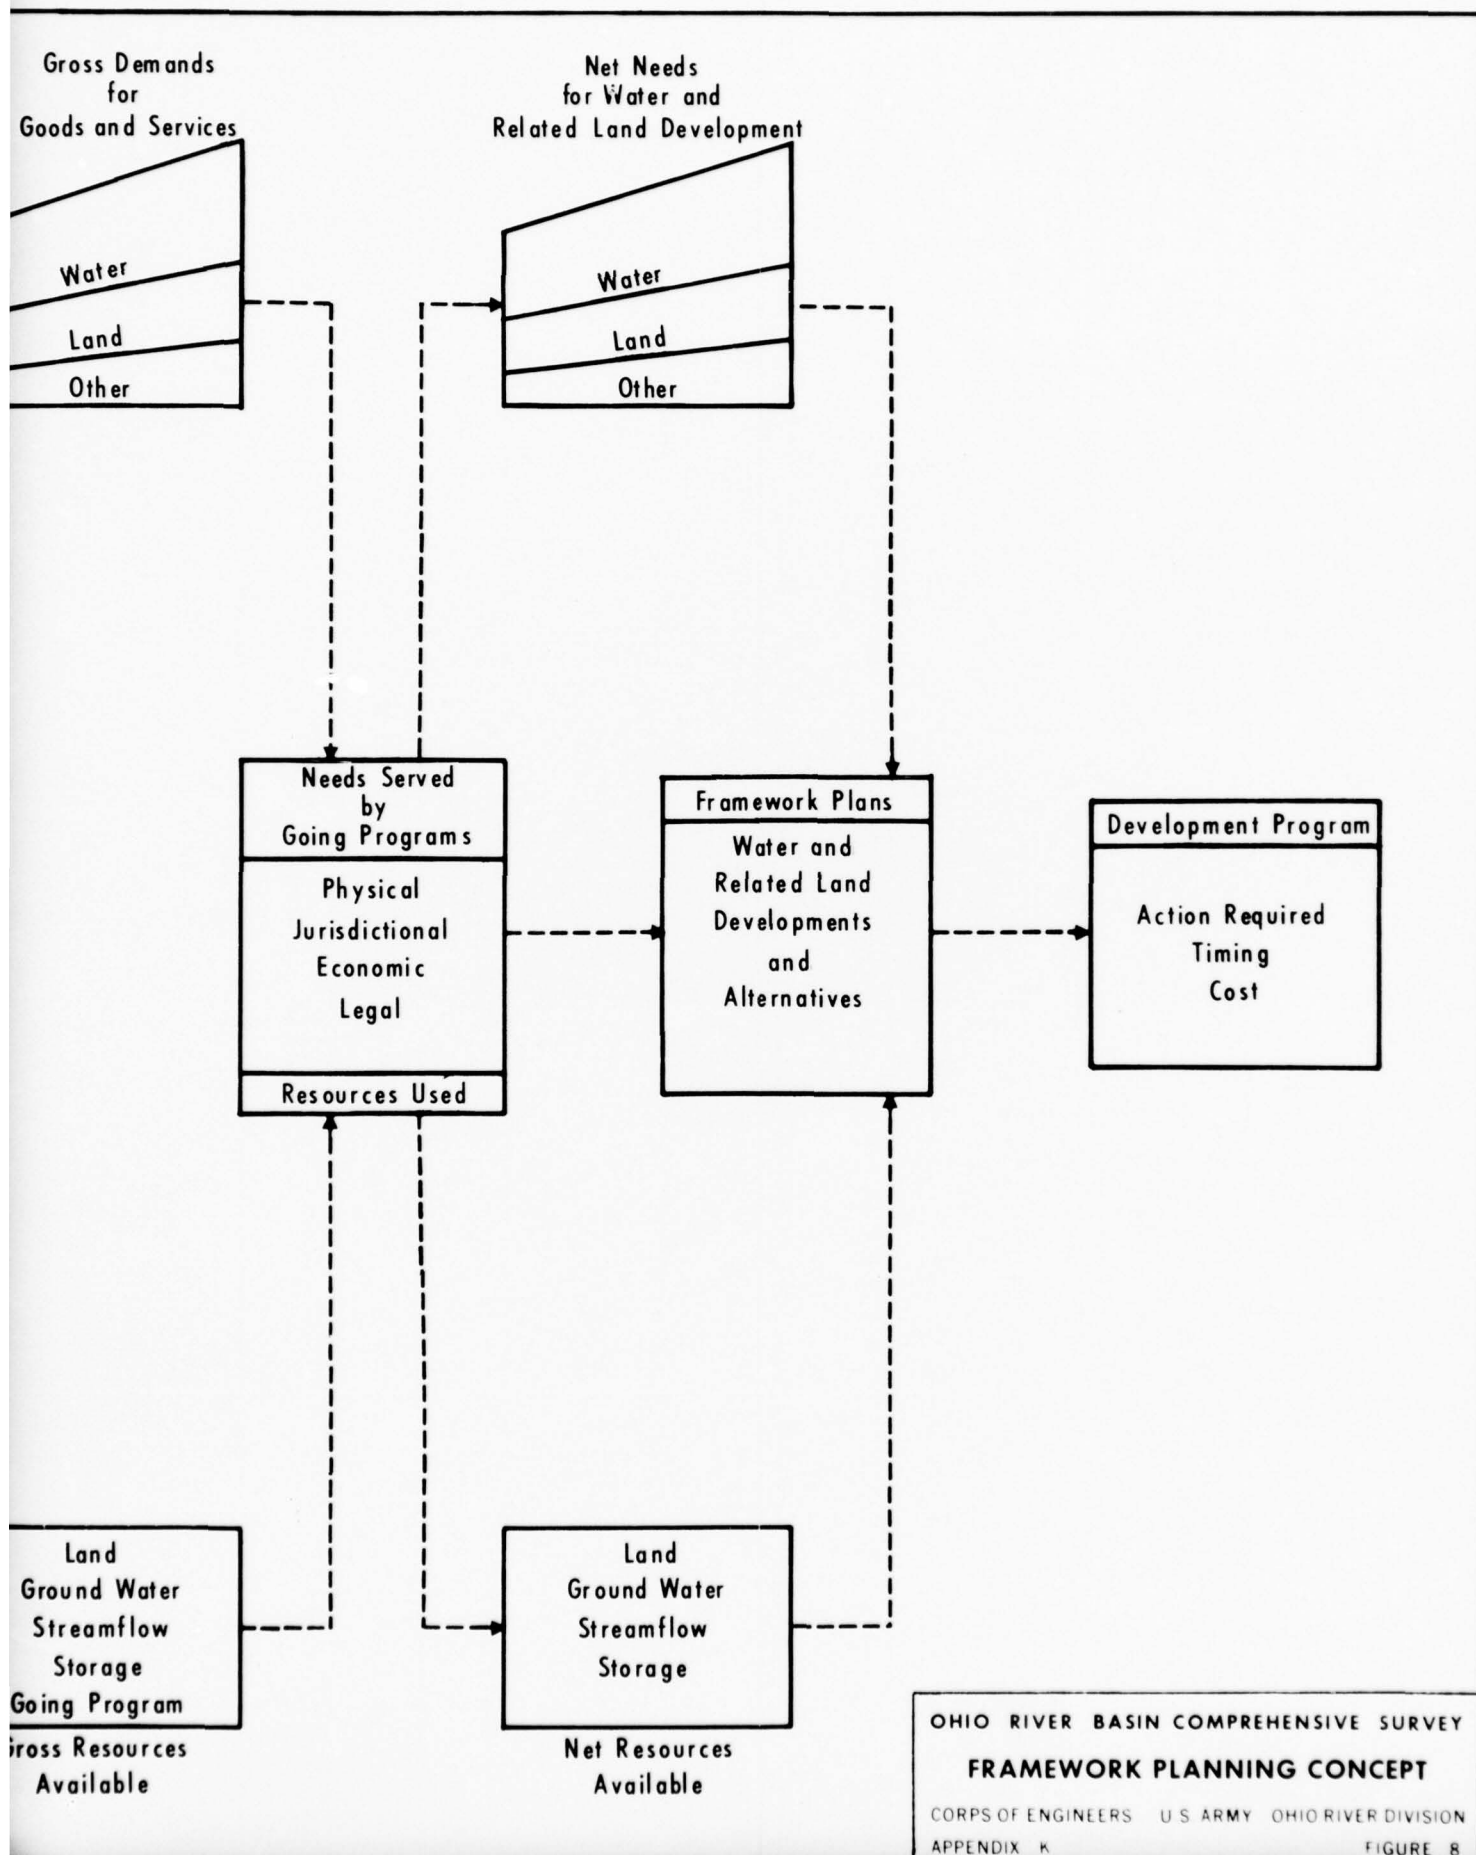 Gross Demands
for
Goods and Services
Water
Land
Other
Net Needs
for Water and
Related Land Development
Water
Land
Other
Needs Served
by
Going Programs
Physical
Jurisdictional
Economic
Legal
Resources Used
Framework Plans
Water and
Related Land
Developments
and
Alternatives
Development Program
Action Required
Timing
Cost
Land
Ground Water
Streamflow
Storage
Going Program
Gross Resources
Available
Land
Ground Water
Streamflow
Storage
Net Resources
Available
OHIO RIVER BASIN COMPREHENSIVE SURVEY
FRAMEWORK PLANNING CONCEPT
CORPS OF ENGINEERS U S ARMY OHIO RIVER DIVISION
APPENDIX K FIGURE 8